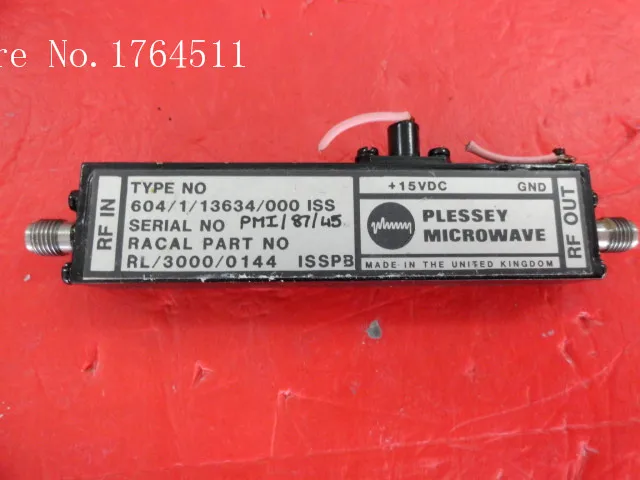 re No. 1764511
RF IN
TYPE NO
604/1/13634/000 ISS
SERIAL NO PMI/87/45
RACAL PART NO
RL/3000/0144 ISSPB
+15VDC GND
PLESSEY
MICROWAVE
MADE IN THE UNITED KINGDOM
RF OUT